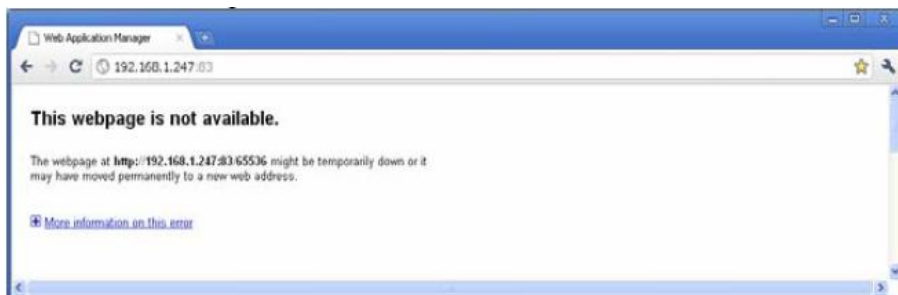 Web Application Manager
192.168.1.247:83
This webpage is not available.
The webpage at http://192.168.1.247:83/65536 might be temporarily down or it
may have moved permanently to a new web address.
More information on this error